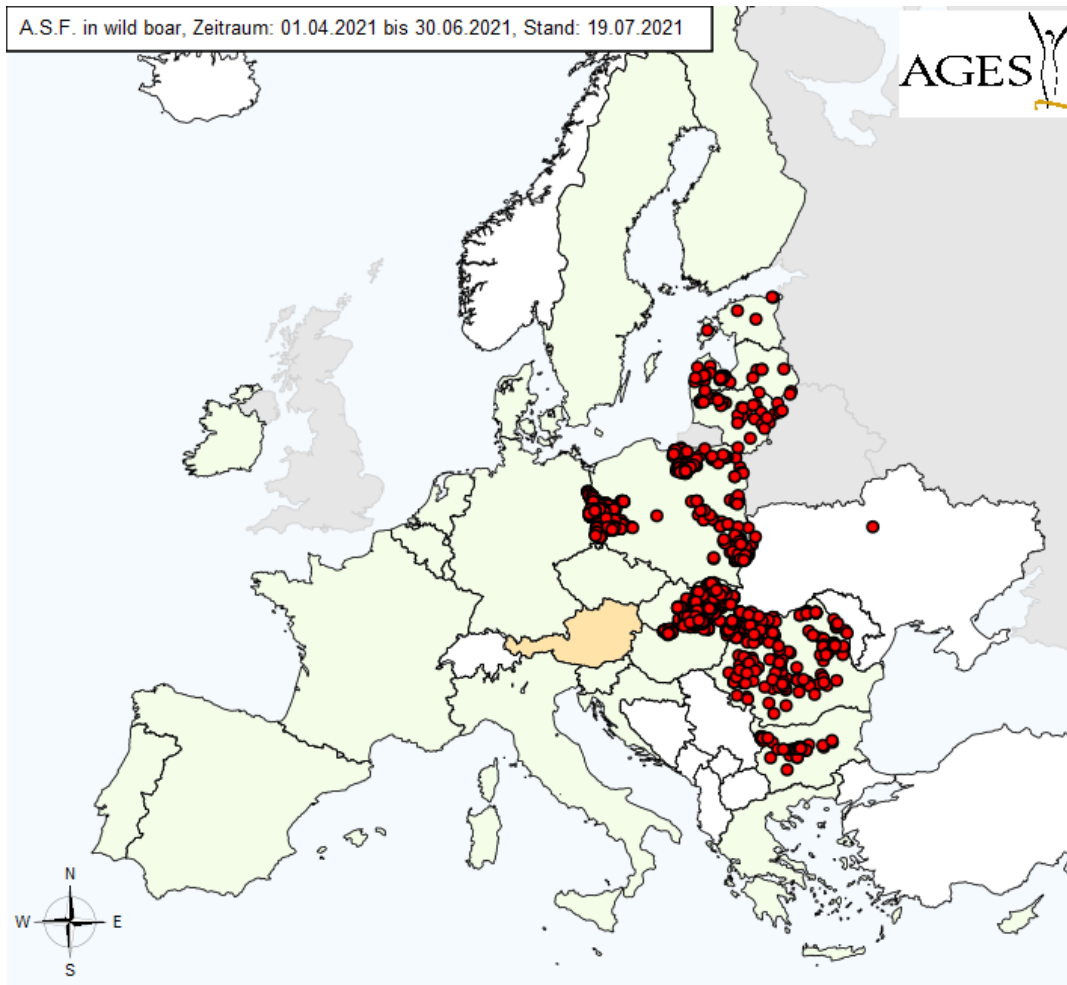 A.S.F. in wild boar, Zeitraum: 01.04.2021 bis 30.06.2021, Stand: 19.07.2021
AGES
N
W E
S